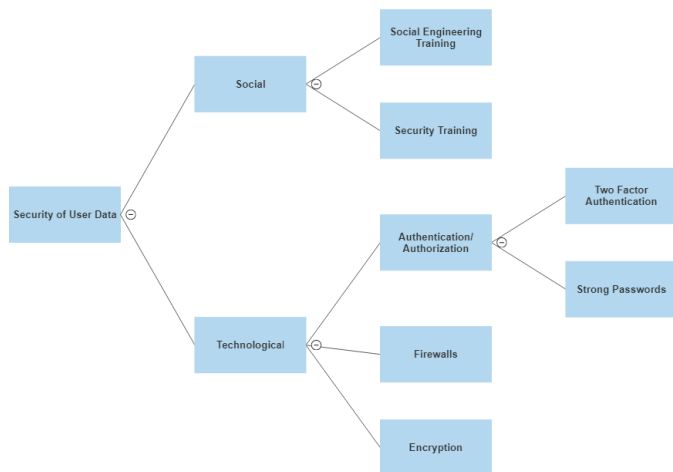 Social Engineering
Training
Social
Security Training
Two Factor
Authentication
Security of User Data
Authentication/
Authorization
Strong Passwords
Technological
Firewalls
Encryption